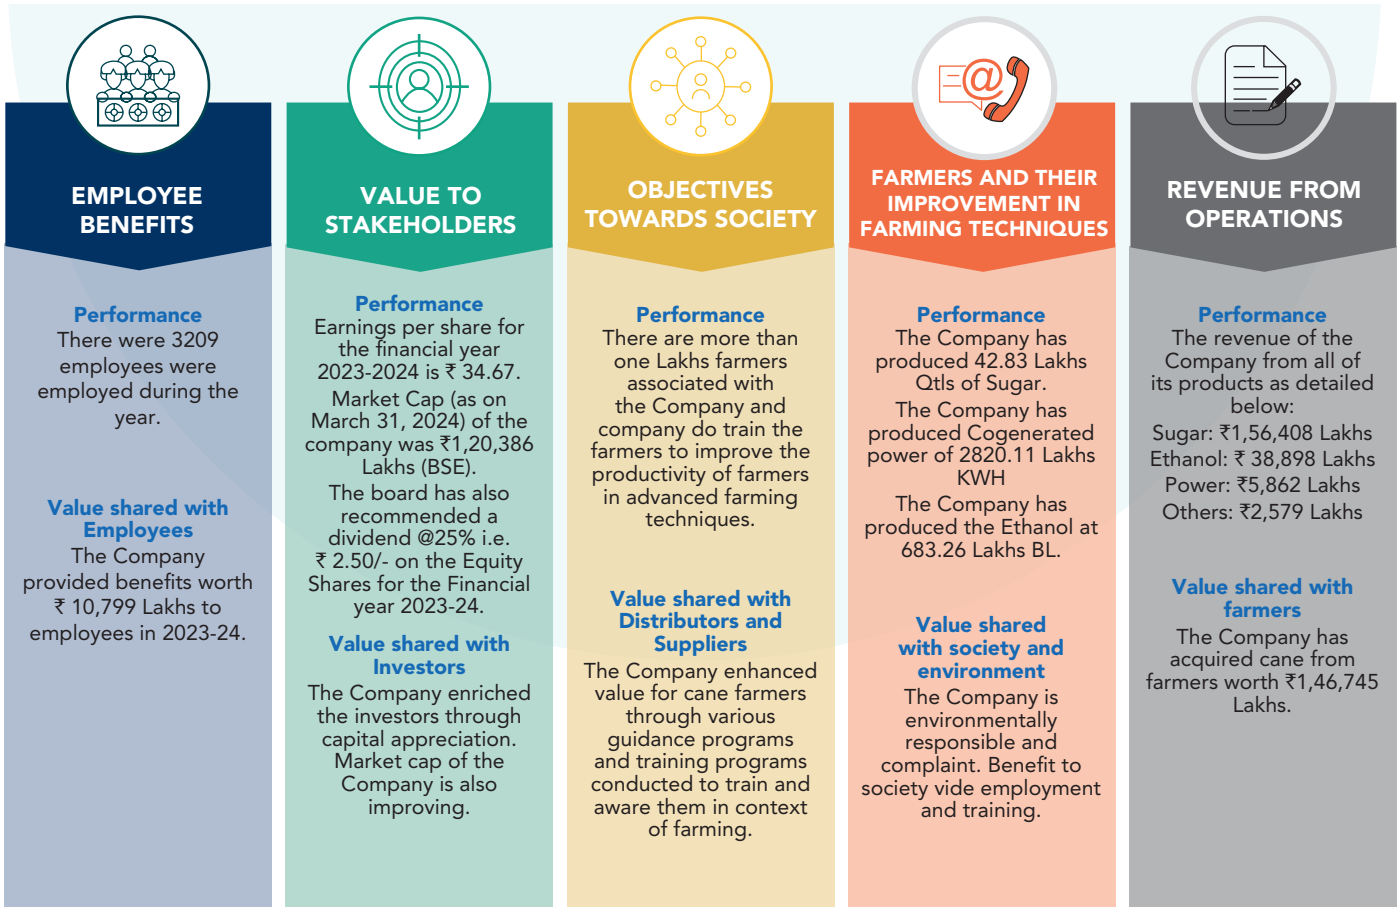 EMPLOYEE
BENEFITS
Performance
There were 3209
employees were
employed during the
year.
Value shared with
Employees
The Company
provided benefits worth
₹ 10,799 Lakhs to
employees in 2023-24.
VALUE TO
STAKEHOLDERS
Performance
Earnings per share for
the financial year
2023-2024 is ₹ 34.67.
Market Cap (as on
March 31, 2024) of the
company was ₹1,20,386
Lakhs (BSE).
The board has also
recommended a
dividend @25% i.e.
₹ 2.50/- on the Equity
Shares for the Financial
year 2023-24.
Value shared with
Investors
The Company enriched
the investors through
capital appreciation.
Market cap of the
Company is also
improving.
OBJECTIVES
TOWARDS SOCIETY
Performance
There are more than
one Lakhs farmers
associated with
the Company and
company do train the
farmers to improve the
productivity of farmers
in advanced farming
techniques.
Value shared with
Distributors and
Suppliers
The Company enhanced
value for cane farmers
through various
guidance programs
and training programs
conducted to train and
aware them in context
of farming.
@
FARMERS AND THEIR
IMPROVEMENT IN
FARMING TECHNIQUES
Performance
The Company has
produced 42.83 Lakhs
Qtls of Sugar.
The Company has
produced Cogenerated
power of 2820.11 Lakhs
KWH
The Company has
produced the Ethanol at
683.26 Lakhs BL.
Value shared
with society and
environment
The Company is
environmentally
responsible and
complaint. Benefit to
society vide employment
and training.
REVENUE FROM
OPERATIONS
Performance
The revenue of the
Company from all of
its products as detailed
below:
Sugar: ₹1,56,408 Lakhs
Ethanol: ₹ 38,898 Lakhs
Power: ₹5,862 Lakhs
Others: ₹2,579 Lakhs
Value shared with
farmers
The Company has
acquired cane from
farmers worth ₹1,46,745
Lakhs.